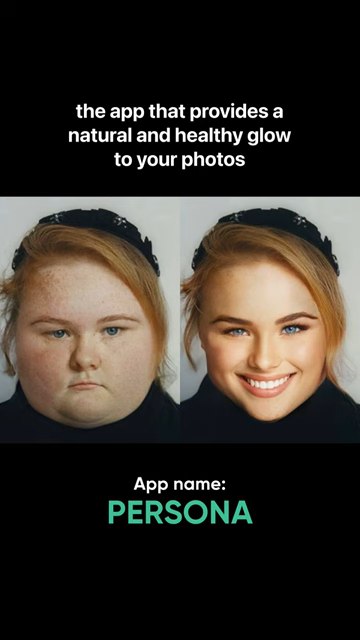 the app that provides a
natural and healthy glow
to your photos
App name:
PERSONA